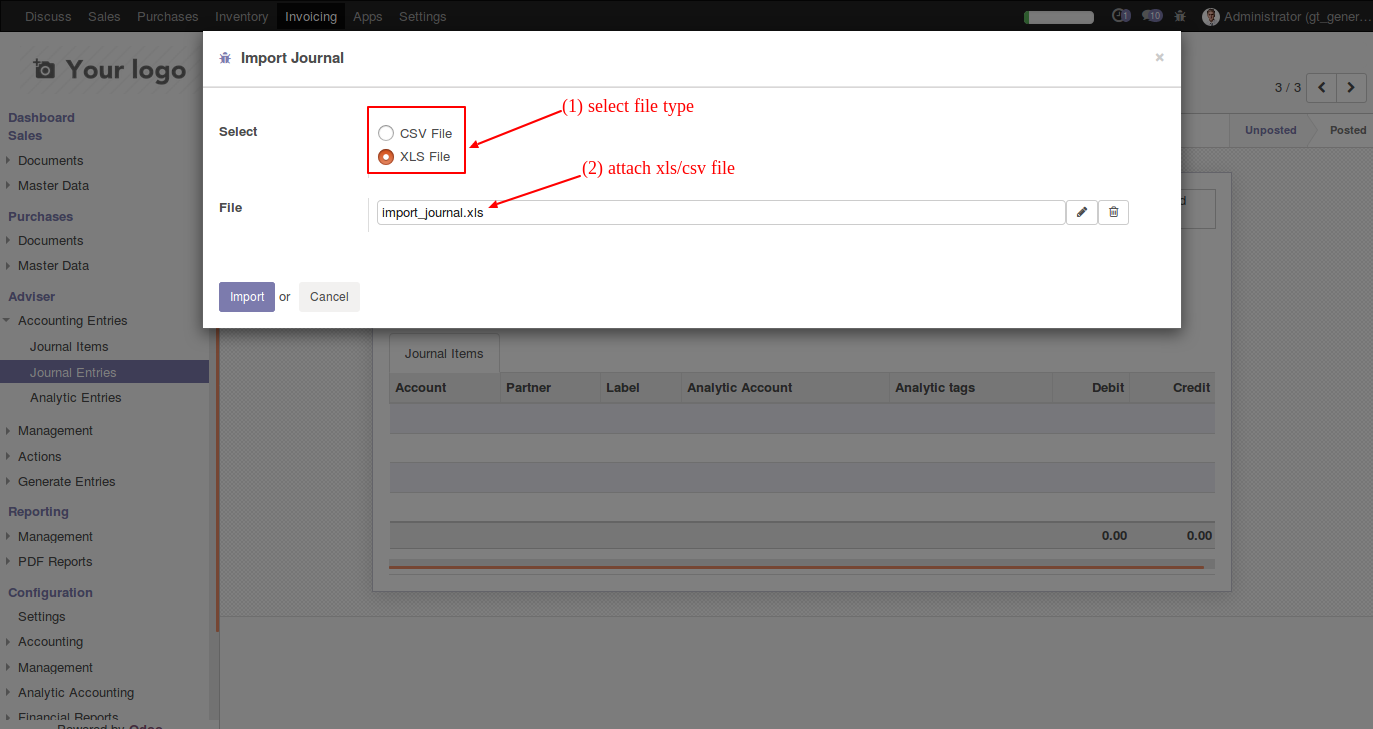 Discuss Sales Purchases Inventory Invoicing Apps Settings 1 10 Administrator (gt_gener...
Import Journal ×
Your logo
3 / 3
Dashboard
Sales
Documents
Master Data
Purchases
Documents
Master Data
Adviser
Accounting Entries
Journal Items
Journal Entries
Analytic Entries
Management
Actions
Generate Entries
Reporting
Management
PDF Reports
Configuration
Settings
Accounting
Management
Analytic Accounting
Financial Reports
Powered by Odoo
(1) select file type
Select
CSV File
XLS File
(2) attach xls/csv file
File
import_journal.xls
Import or Cancel
Unposted Posted
d
Journal Items
Account Partner Label Analytic Account Analytic tags Debit Credit
0.00 0.00